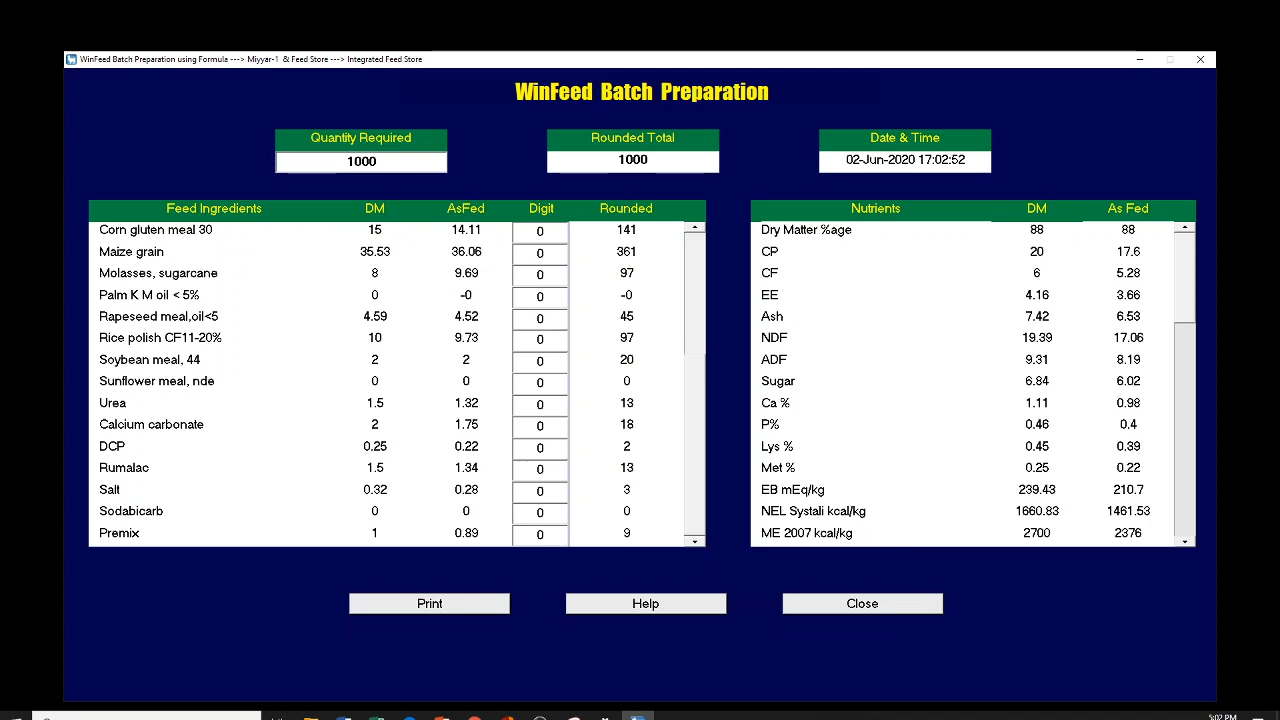 WinFeed Batch Preparation using Formula ---> Miyyar-1 & Feed Store ---> Integrated Feed Store
WinFeed Batch Preparation
Quantity Required Rounded Total Date & Time
1000 1000 02-Jun-2020 17:02:52
Feed Ingredients DM AsFed Digit Rounded
Corn gluten meal 30 15 14.11 0 141
Maize grain 35.53 36.06 0 361
Molasses, sugarcane 8 9.69 0 97
Palm K M oil < 5% 0 -0 0 -0
Rapeseed meal,oil<5 4.59 4.52 0 45
Rice polish CF11-20% 10 9.73 0 97
Soybean meal, 44 2 2 0 20
Sunflower meal, nde 0 0 0 0
Urea 1.5 1.32 0 13
Calcium carbonate 2 1.75 0 18
DCP 0.25 0.22 0 2
Rumalac 1.5 1.34 0 13
Salt 0.32 0.28 0 3
Sodabicarb 0 0 0 0
Premix 1 0.89 0 9
Nutrients DM As Fed
Dry Matter %age 88 88
CP 20 17.6
CF 6 5.28
EE 4.16 3.66
Ash 7.42 6.53
NDF 19.39 17.06
ADF 9.31 8.19
Sugar 6.84 6.02
Ca % 1.11 0.98
P% 0.46 0.4
Lys % 0.45 0.39
Met % 0.25 0.22
EB mEq/kg 239.43 210.7
NEL Systali kcal/kg 1660.83 1461.53
ME 2007 kcal/kg 2700 2376
Print Help Close
5:02 PM